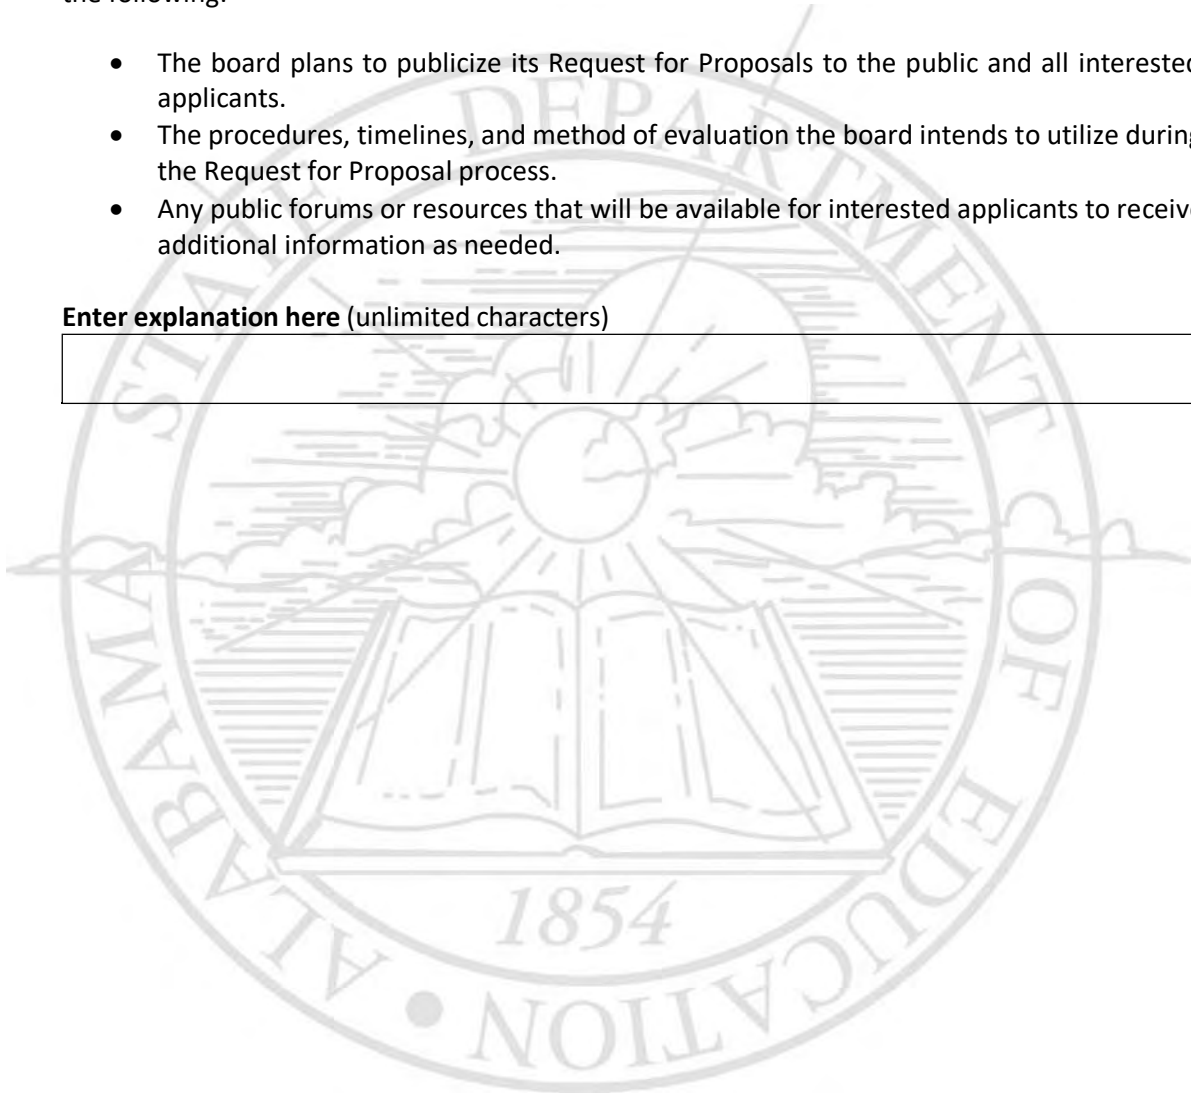 the following:
• The board plans to publicize its Request for Proposals to the public and all interested
applicants.
• The procedures, timelines, and method of evaluation the board intends to utilize during
the Request for Proposal process.
• Any public forums or resources that will be available for interested applicants to receive
additional information as needed.
Enter explanation here (unlimited characters)
ALABAMA STATE DEPARTMENT OF EDUCATION •
1854